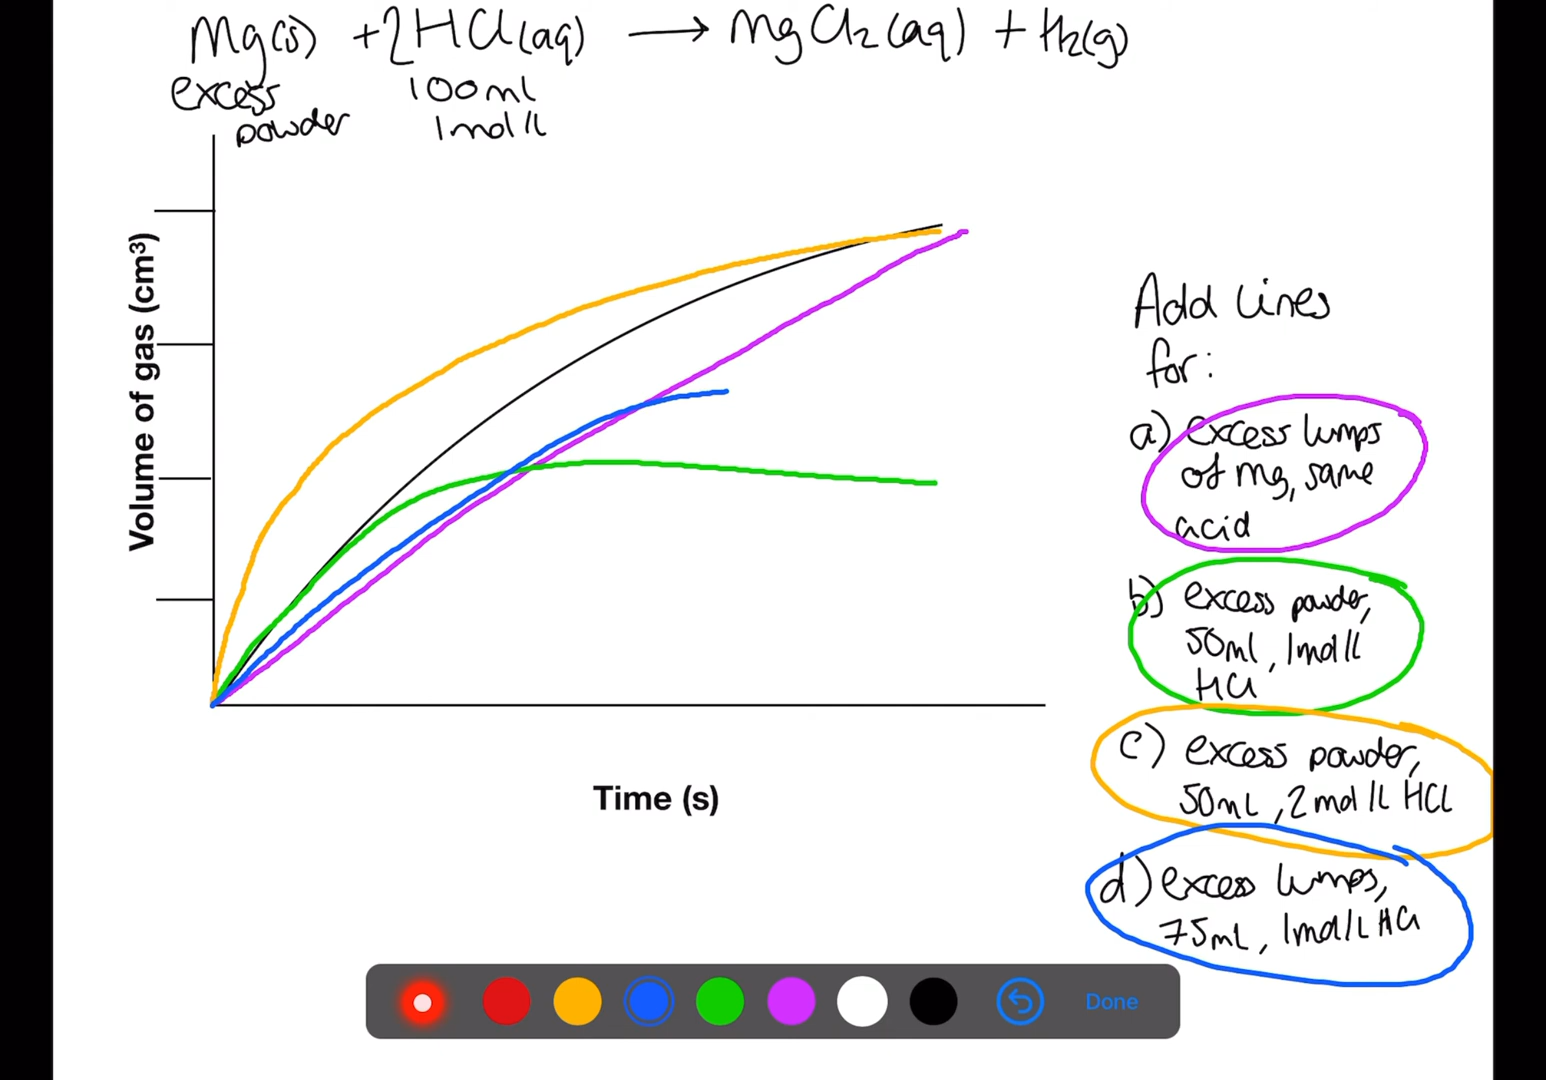 Mg(s) + 2HCl(aq) → MgCl₂(aq) + H₂(g)
excess 100ml
powder 1mol/l
Volume of gas (cm³)
Time (s)
Add lines
for:
a) excess lumps
of Mg, same
acid
b) excess powder,
50ml, 1mol/l
HCl
c) excess powder,
50ml, 2mol/l HCl
d) excess lumps,
75ml, 1mol/l HCl
Done